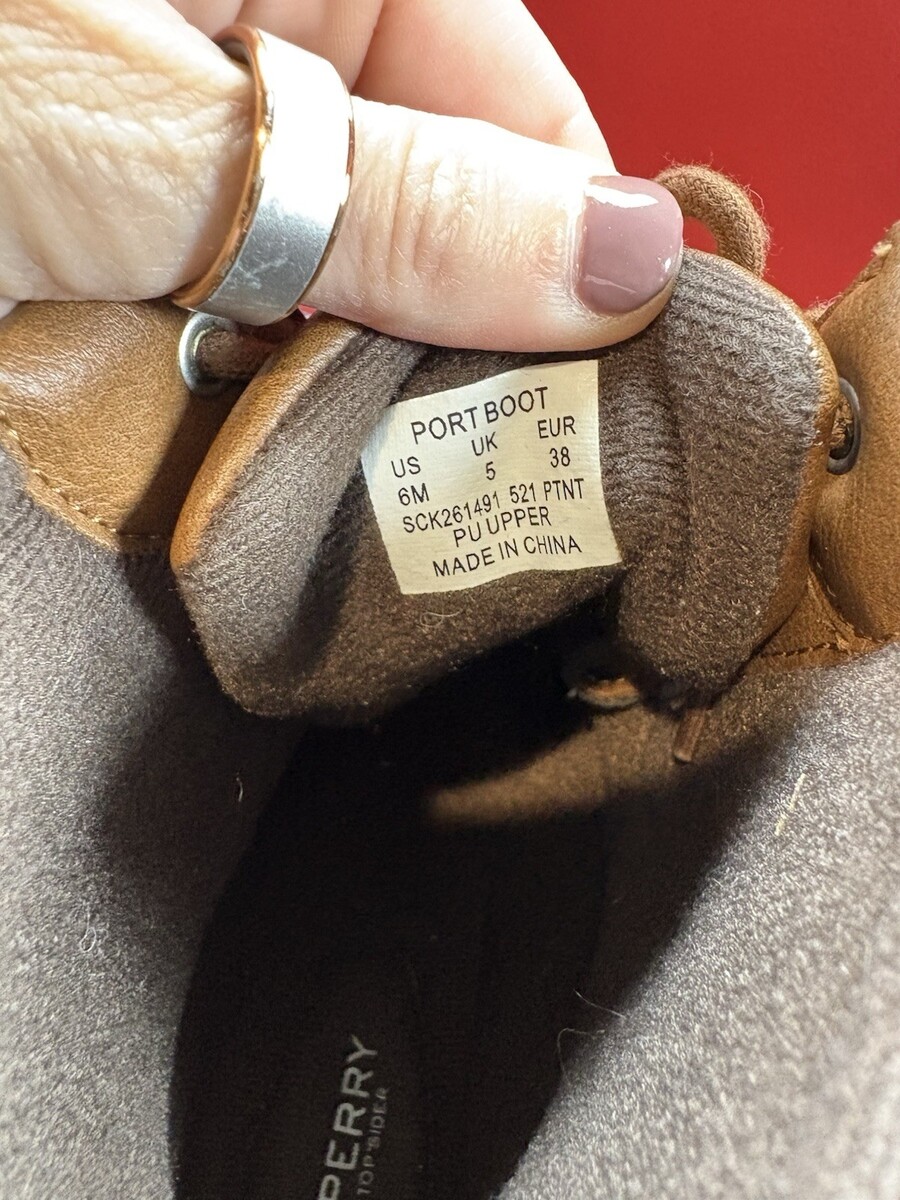 PORT BOOT
US UK EUR
6M 5 38
SCK261491 521 PTNT
PU UPPER
MADE IN CHINA
PERRY
TOP-SIDER